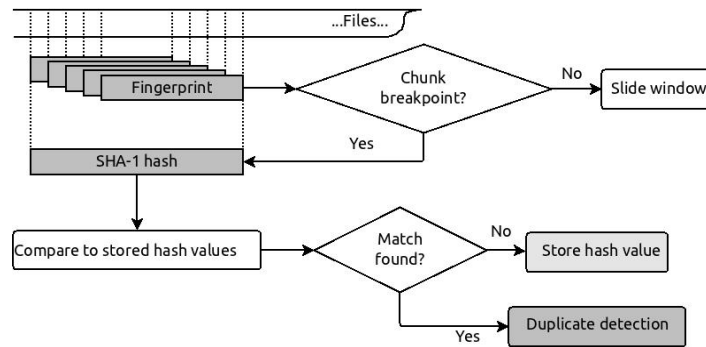 ...Files...
Fingerprint
Chunk
breakpoint?
No
Slide window
Yes
SHA-1 hash
Compare to stored hash values
Match
found?
No
Store hash value
Yes
Duplicate detection